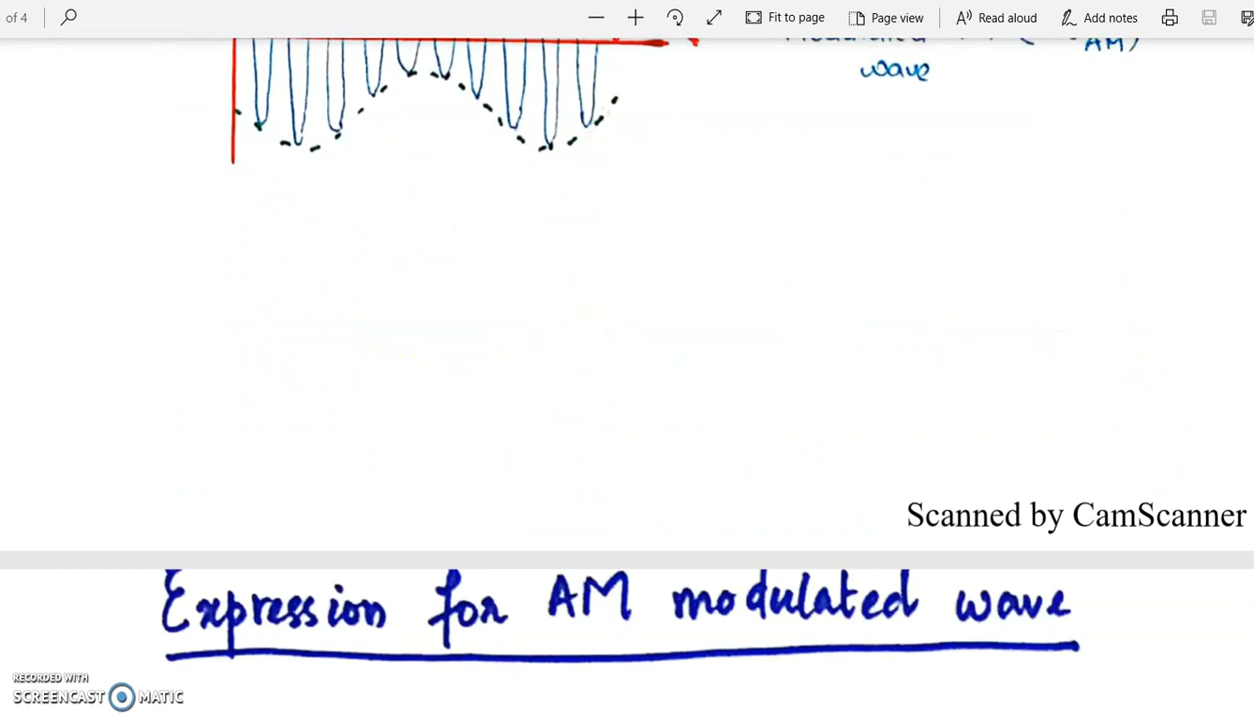 of 4 Fit to page Page view Read aloud Add notes
AM)
wave
Scanned by CamScanner
Expression for AM modulated wave
RECORDED WITH
SCREENCAST MATIC